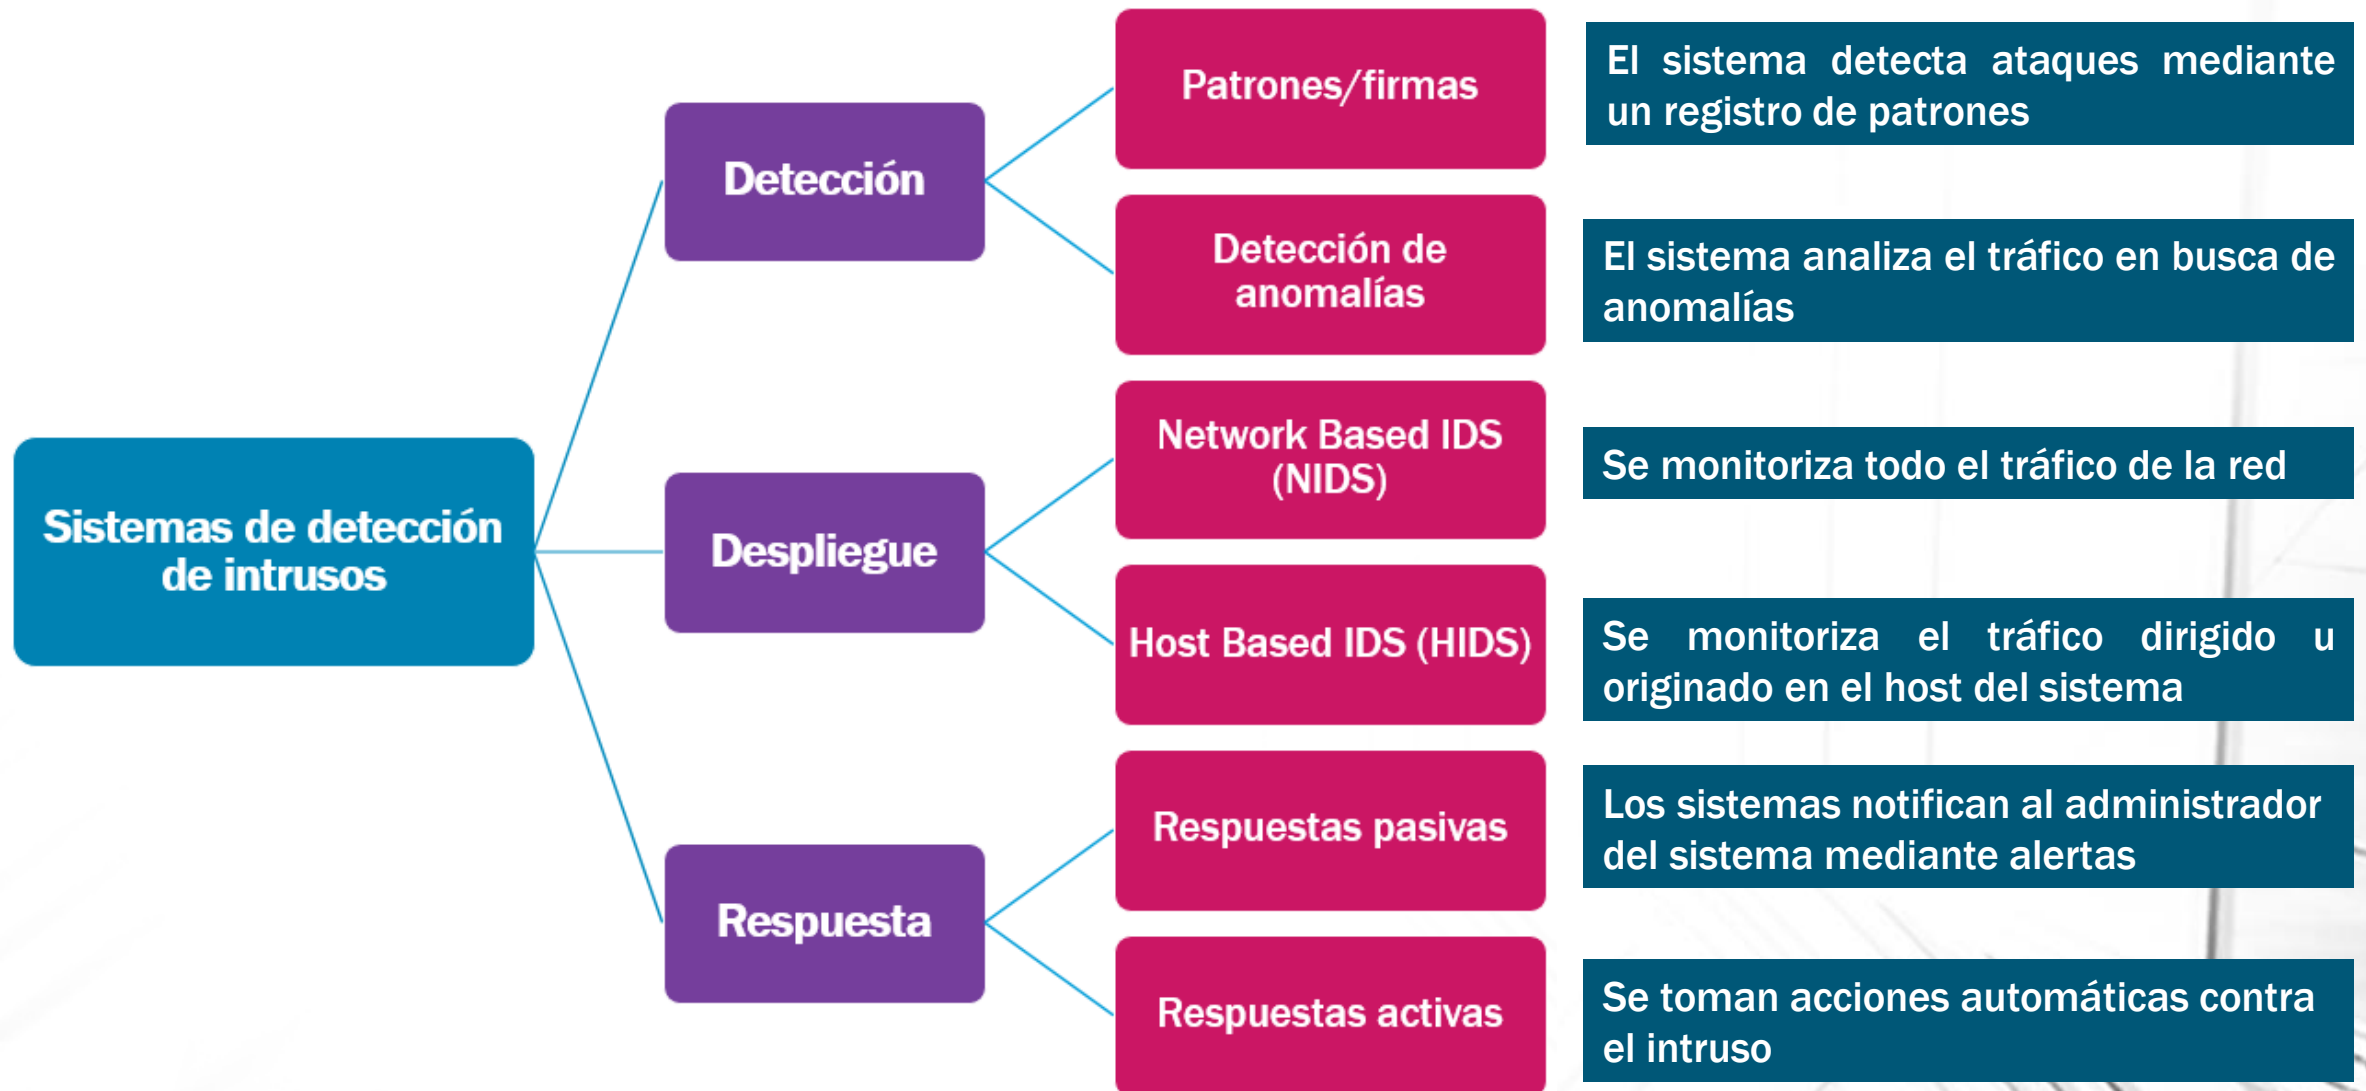 Sistemas de detección
de intrusos
Detección
Patrones/firmas
El sistema detecta ataques mediante
un registro de patrones
Detección de
anomalías
El sistema analiza el tráfico en busca de
anomalías
Despliegue
Network Based IDS
(NIDS)
Se monitoriza todo el tráfico de la red
Host Based IDS (HIDS)
Se monitoriza el tráfico dirigido u
originado en el host del sistema
Respuesta
Respuestas pasivas
Los sistemas notifican al administrador
del sistema mediante alertas
Respuestas activas
Se toman acciones automáticas contra
el intruso